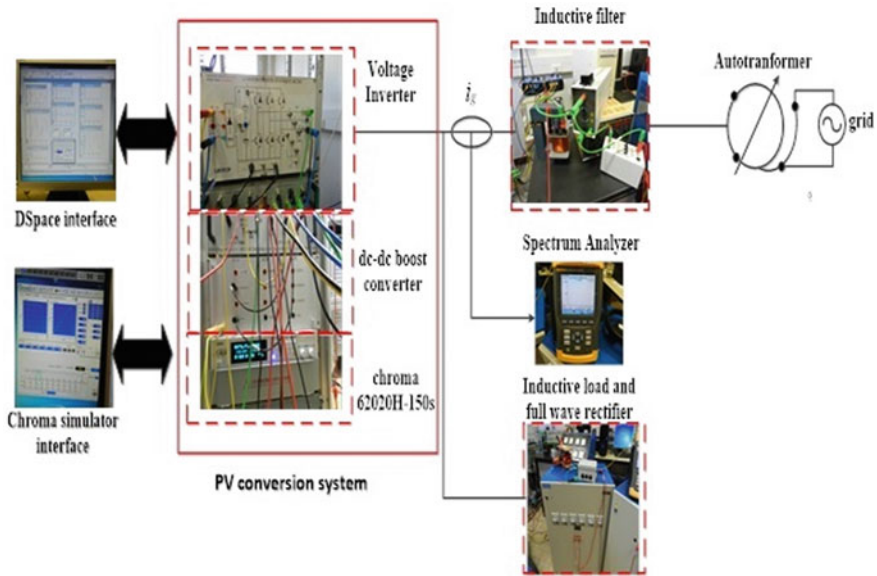 Inductive filter
Voltage
Inverter
i_g
Autotranformer
grid
DSpace interface
dc-dc boost
converter
Spectrum Analyzer
chroma
62020H-150s
Chroma simulator
interface
Inductive load and
full wave rectifier
PV conversion system